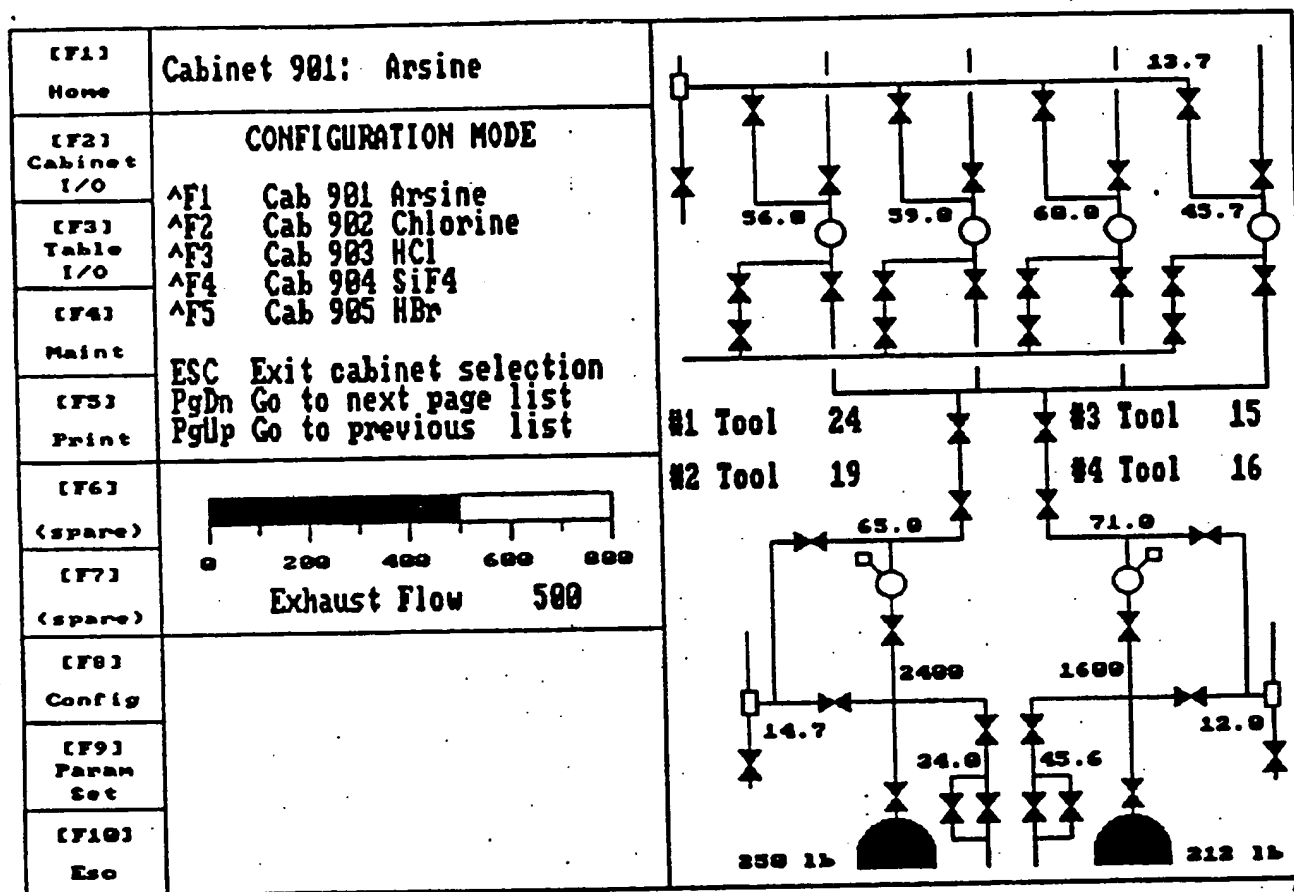 [F1]
Home
[F2]
Cabinet
I/O
[F3]
Table
I/O
[F4]
Maint
[F5]
Print
[F6]
(spare)
[F7]
(spare)
[F8]
Config
[F9]
Param
Set
[F10]
Esc
Cabinet 901: Arsine
CONFIGURATION MODE
^F1 Cab 901 Arsine
^F2 Cab 902 Chlorine
^F3 Cab 903 HCl
^F4 Cab 904 SiF4
^F5 Cab 905 HBr
ESC Exit cabinet selection
PgDn Go to next page list
PgUp Go to previous list
0 200 400 600 800
Exhaust Flow 500
13.7
56.0 59.0 60.0 45.7
#1 Tool 24 #3 Tool 15
#2 Tool 19 #4 Tool 16
65.0 71.0
2400 1600
14.7 12.0
24.0 45.6
250 lb 212 lb